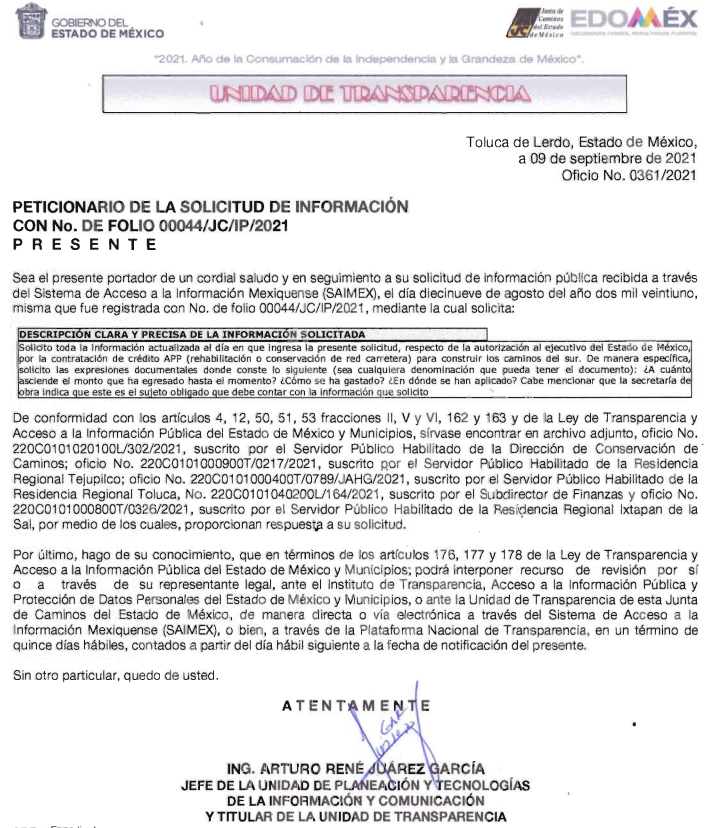 GOBIERNO DEL
ESTADO DE MÉXICO
Junta de
Caminos
del Estado
de México
EDOMÉX
DECISIONES FIRMES, RESULTADOS FUERTES.
"2021. Año de la Consumación de la Independencia y la Grandeza de México".
UNIDAD DE TRANSPARENCIA
Toluca de Lerdo, Estado de México,
a 09 de septiembre de 2021
Oficio No. 0361/2021
PETICIONARIO DE LA SOLICITUD DE INFORMACIÓN
CON No. DE FOLIO 00044/JC/IP/2021
P R E S E N T E
Sea el presente portador de un cordial saludo y en seguimiento a su solicitud de información pública recibida a través
del Sistema de Acceso a la Información Mexiquense (SAIMEX), el día diecinueve de agosto del año dos mil veintiuno,
misma que fue registrada con No. de folio 00044/JC/IP/2021, mediante la cual solicita:
DESCRIPCIÓN CLARA Y PRECISA DE LA INFORMACIÓN SOLICITADA
Solicito toda la información actualizada al día en que ingresa la presente solicitud, respecto de la autorización al ejecutivo del Estado de México,
por la contratación de crédito APP (rehabilitación o conservación de red carretera) para construir los caminos del sur. De manera específica,
solicito las expresiones documentales donde conste lo siguiente (sea cualquiera denominación que pueda tener el documento): ¿A cuánto
asciende el monto que ha egresado hasta el momento? ¿Cómo se ha gastado? ¿En dónde se han aplicado? Cabe mencionar que la secretaría de
obra indica que este es el sujeto obligado que debe contar con la información que solicito
De conformidad con los artículos 4, 12, 50, 51, 53 fracciones II, V y VI, 162 y 163 y de la Ley de Transparencia y
Acceso a la Información Pública del Estado de México y Municipios, sírvase encontrar en archivo adjunto, oficio No.
220C0101020100L/302/2021, suscrito por el Servidor Público Habilitado de la Dirección de Conservación de
Caminos; oficio No. 220C0101000900T/0217/2021, suscrito por el Servidor Público Habilitado de la Residencia
Regional Tejupilco; oficio No. 220C0101000400T/0789/JAHG/2021, suscrito por el Servidor Público Habilitado de la
Residencia Regional Toluca, No. 220C0101040200L/164/2021, suscrito por el Subdirector de Finanzas y oficio No.
220C0101000800T/0326/2021, suscrito por el Servidor Público Habilitado de la Residencia Regional Ixtapan de la
Sal, por medio de los cuales, proporcionan respuesta a su solicitud.
Por último, hago de su conocimiento, que en términos de los artículos 176, 177 y 178 de la Ley de Transparencia y
Acceso a la Información Pública del Estado de México y Municipios; podrá interponer recurso de revisión por sí
o a través de su representante legal, ante el Instituto de Transparencia, Acceso a la Información Pública y
Protección de Datos Personales del Estado de México y Municipios, o ante la Unidad de Transparencia de esta Junta
de Caminos del Estado de México, de manera directa o vía electrónica a través del Sistema de Acceso a la
Información Mexiquense (SAIMEX), o bien, a través de la Plataforma Nacional de Transparencia, en un término de
quince días hábiles, contados a partir del día hábil siguiente a la fecha de notificación del presente.
Sin otro particular, quedo de usted.
A T E N T A M E N T E
ING. ARTURO RENÉ JUÁREZ GARCÍA
JEFE DE LA UNIDAD DE PLANEACIÓN Y TECNOLOGÍAS
DE LA INFORMACIÓN Y COMUNICACIÓN
Y TITULAR DE LA UNIDAD DE TRANSPARENCIA